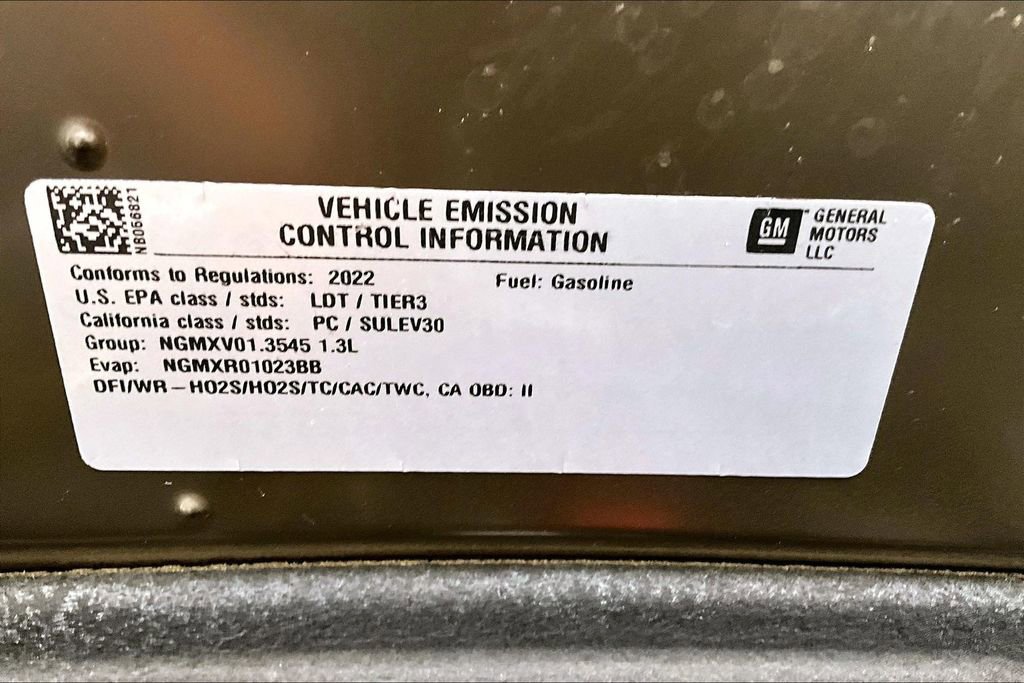 NB066821
VEHICLE EMISSION
CONTROL INFORMATION
GM GENERAL
MOTORS
LLC
Conforms to Regulations: 2022 Fuel: Gasoline
U.S. EPA class / stds: LDT / TIER3
California class / stds: PC / SULEV30
Group: NGMXV01.3545 1.3L
Evap: NGMXR01023BB
DFI/WR – HO2S/HO2S/TC/CAC/TWC, CA OBD: II